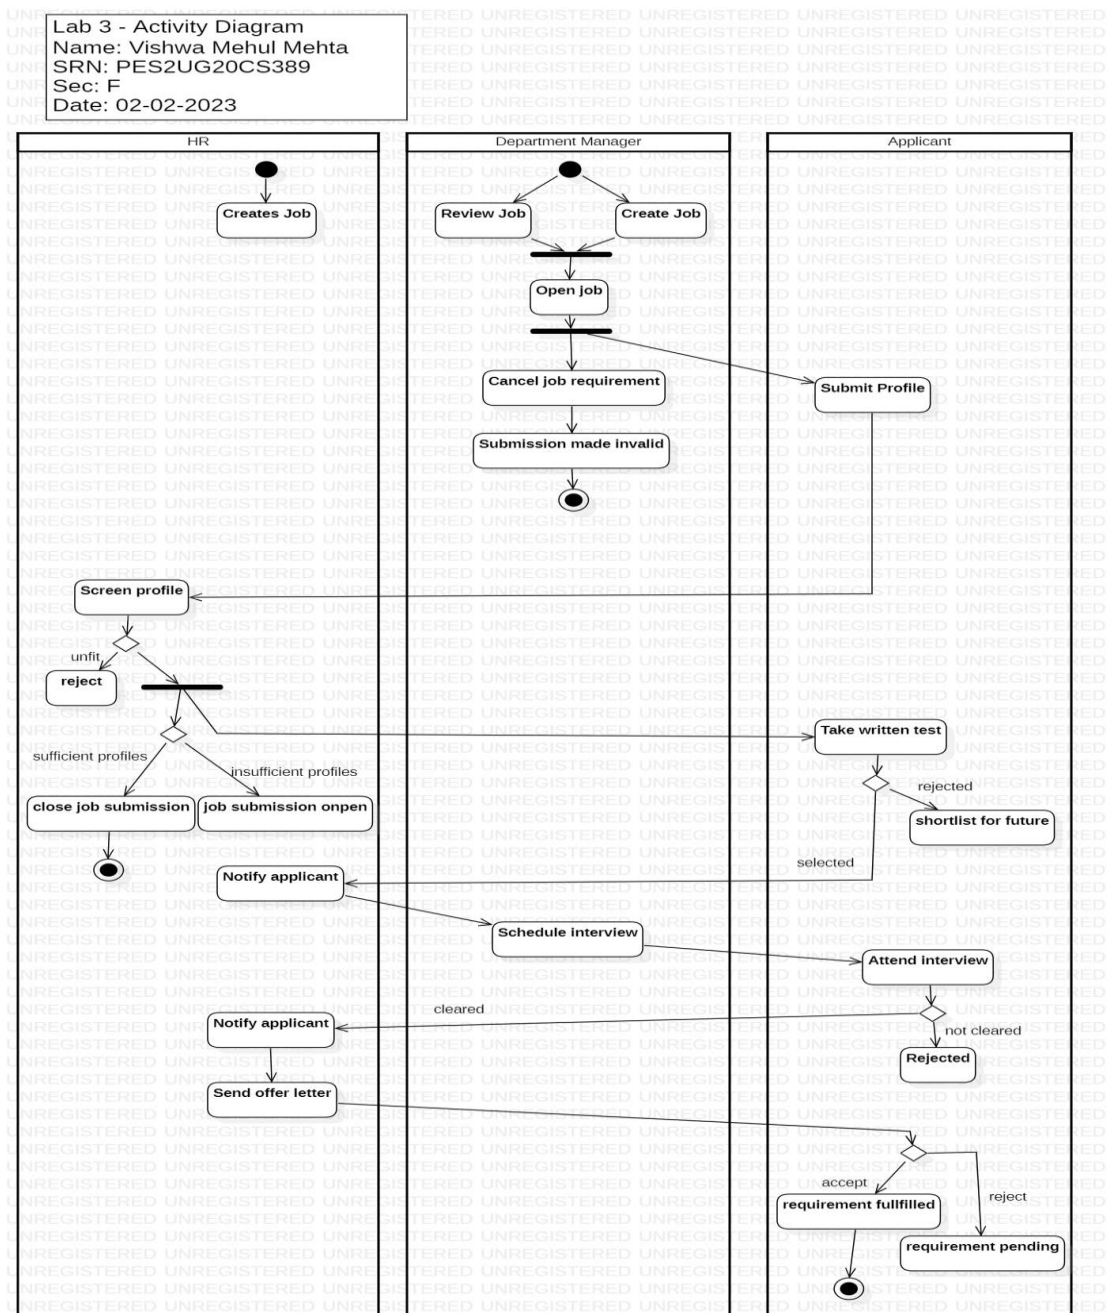 Lab 3 - Activity Diagram
Name: Vishwa Mehul Mehta
SRN: PES2UG20CS389
Sec: F
Date: 02-02-2023
HR
Department Manager
Applicant
Creates Job
Review Job
Create Job
Open job
Cancel job requirement
Submit Profile
Submission made invalid
Screen profile
unfit
reject
Take written test
sufficient profiles
insufficient profiles
rejected
close job submission
job submission onpen
shortlist for future
selected
Notify applicant
Schedule interview
Attend interview
cleared
Notify applicant
not cleared
Rejected
Send offer letter
accept
reject
requirement fullfilled
requirement pending
UNREGISTERED